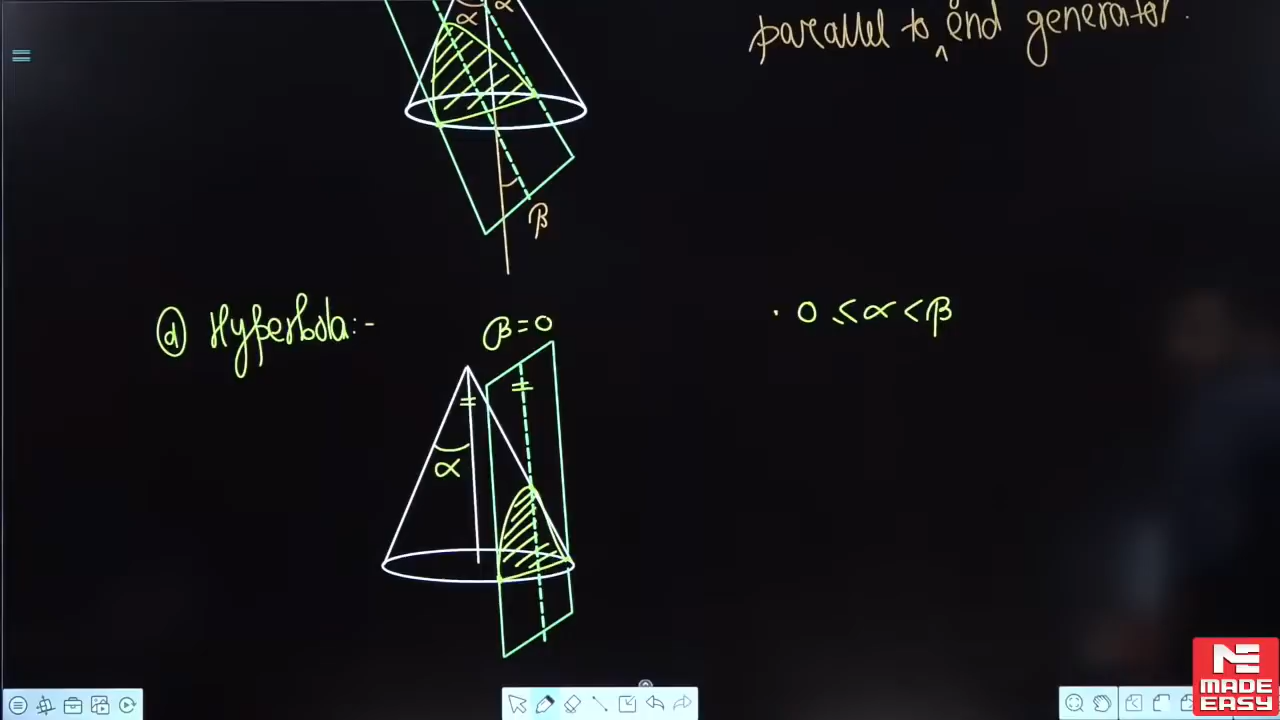 α α
parallel to ^ end generator.
β
ⓓ Hyperbola:-
β = 0
· 0 ≤ α < β
α
MADE
EASY